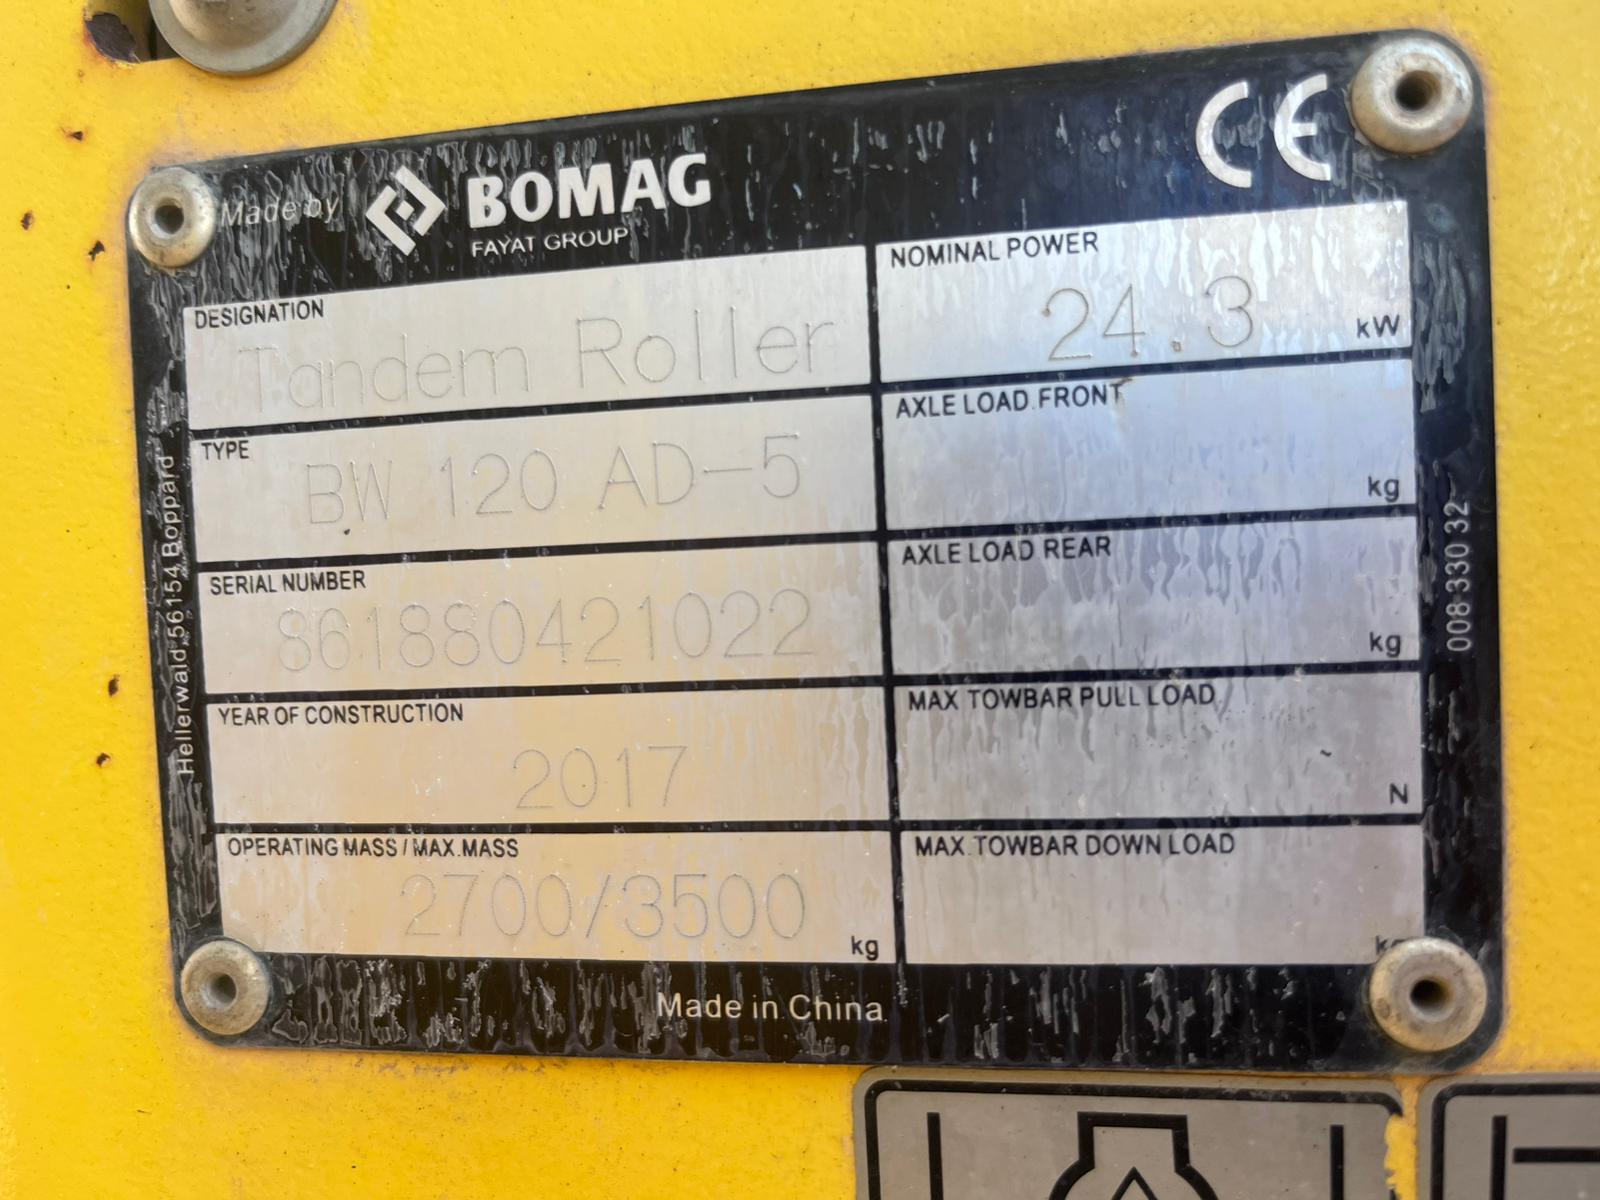 Made by BOMAG
FAYAT GROUP
CE
DESIGNATION
Tandem Roller
TYPE
BW 120 AD-5
SERIAL NUMBER
861880421022
YEAR OF CONSTRUCTION
2017
OPERATING MASS / MAX.MASS
2700/3500
kg
NOMINAL POWER
24.3
kW
AXLE LOAD FRONT
kg
AXLE LOAD REAR
kg
MAX TOWBAR PULL LOAD
N
MAX.TOWBAR DOWN LOAD
kg
Made in China
Hellerwald,56154 Boppard
008 330 32